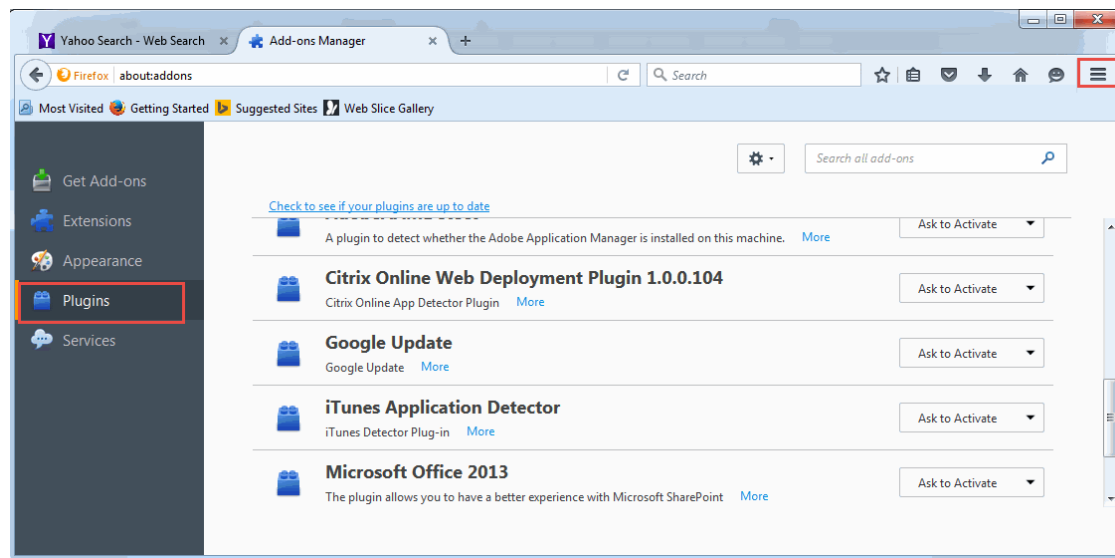 Yahoo Search - Web Search
Add-ons Manager
Firefox about:addons
Search
Most Visited Getting Started Suggested Sites Web Slice Gallery
Get Add-ons
Extensions
Appearance
Plugins
Services
Search all add-ons
Check to see if your plugins are up to date
A plugin to detect whether the Adobe Application Manager is installed on this machine. More
Ask to Activate
Citrix Online Web Deployment Plugin 1.0.0.104
Citrix Online App Detector Plugin More
Ask to Activate
Google Update
Google Update More
Ask to Activate
iTunes Application Detector
iTunes Detector Plug-in More
Ask to Activate
Microsoft Office 2013
The plugin allows you to have a better experience with Microsoft SharePoint More
Ask to Activate